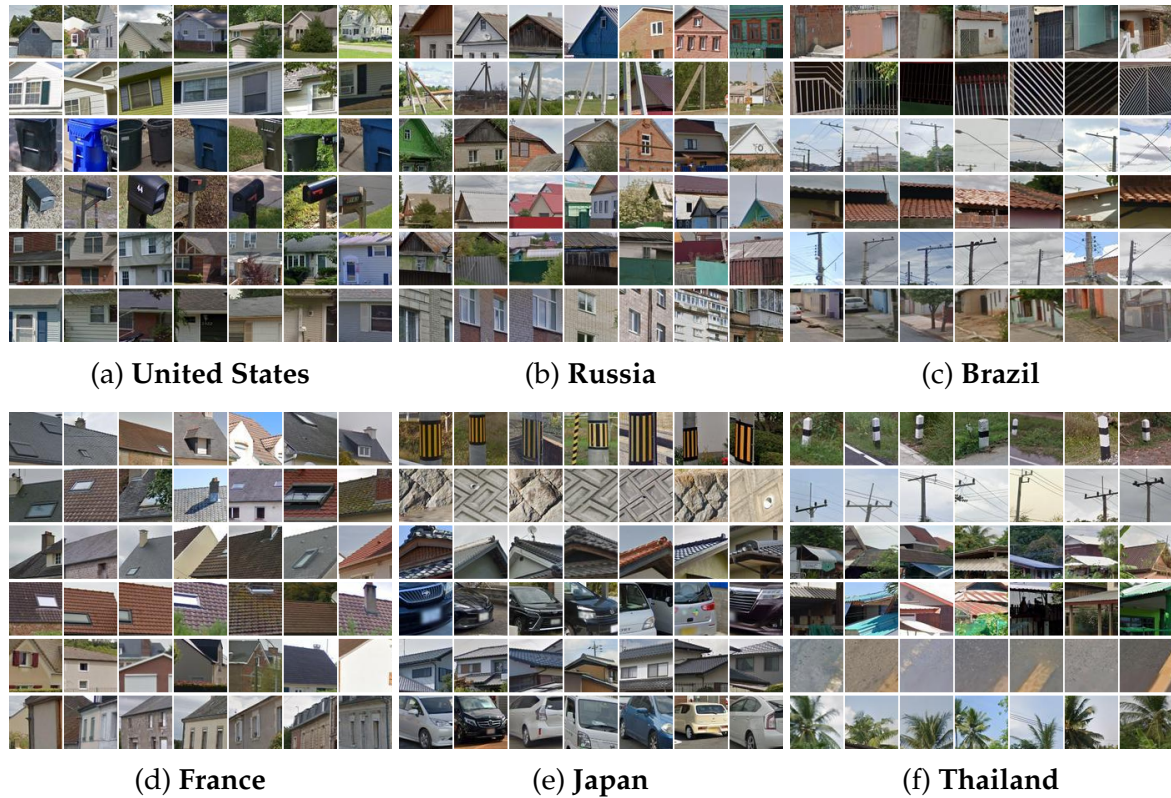 (a) United States
(b) Russia
(c) Brazil
(d) France
(e) Japan
(f) Thailand